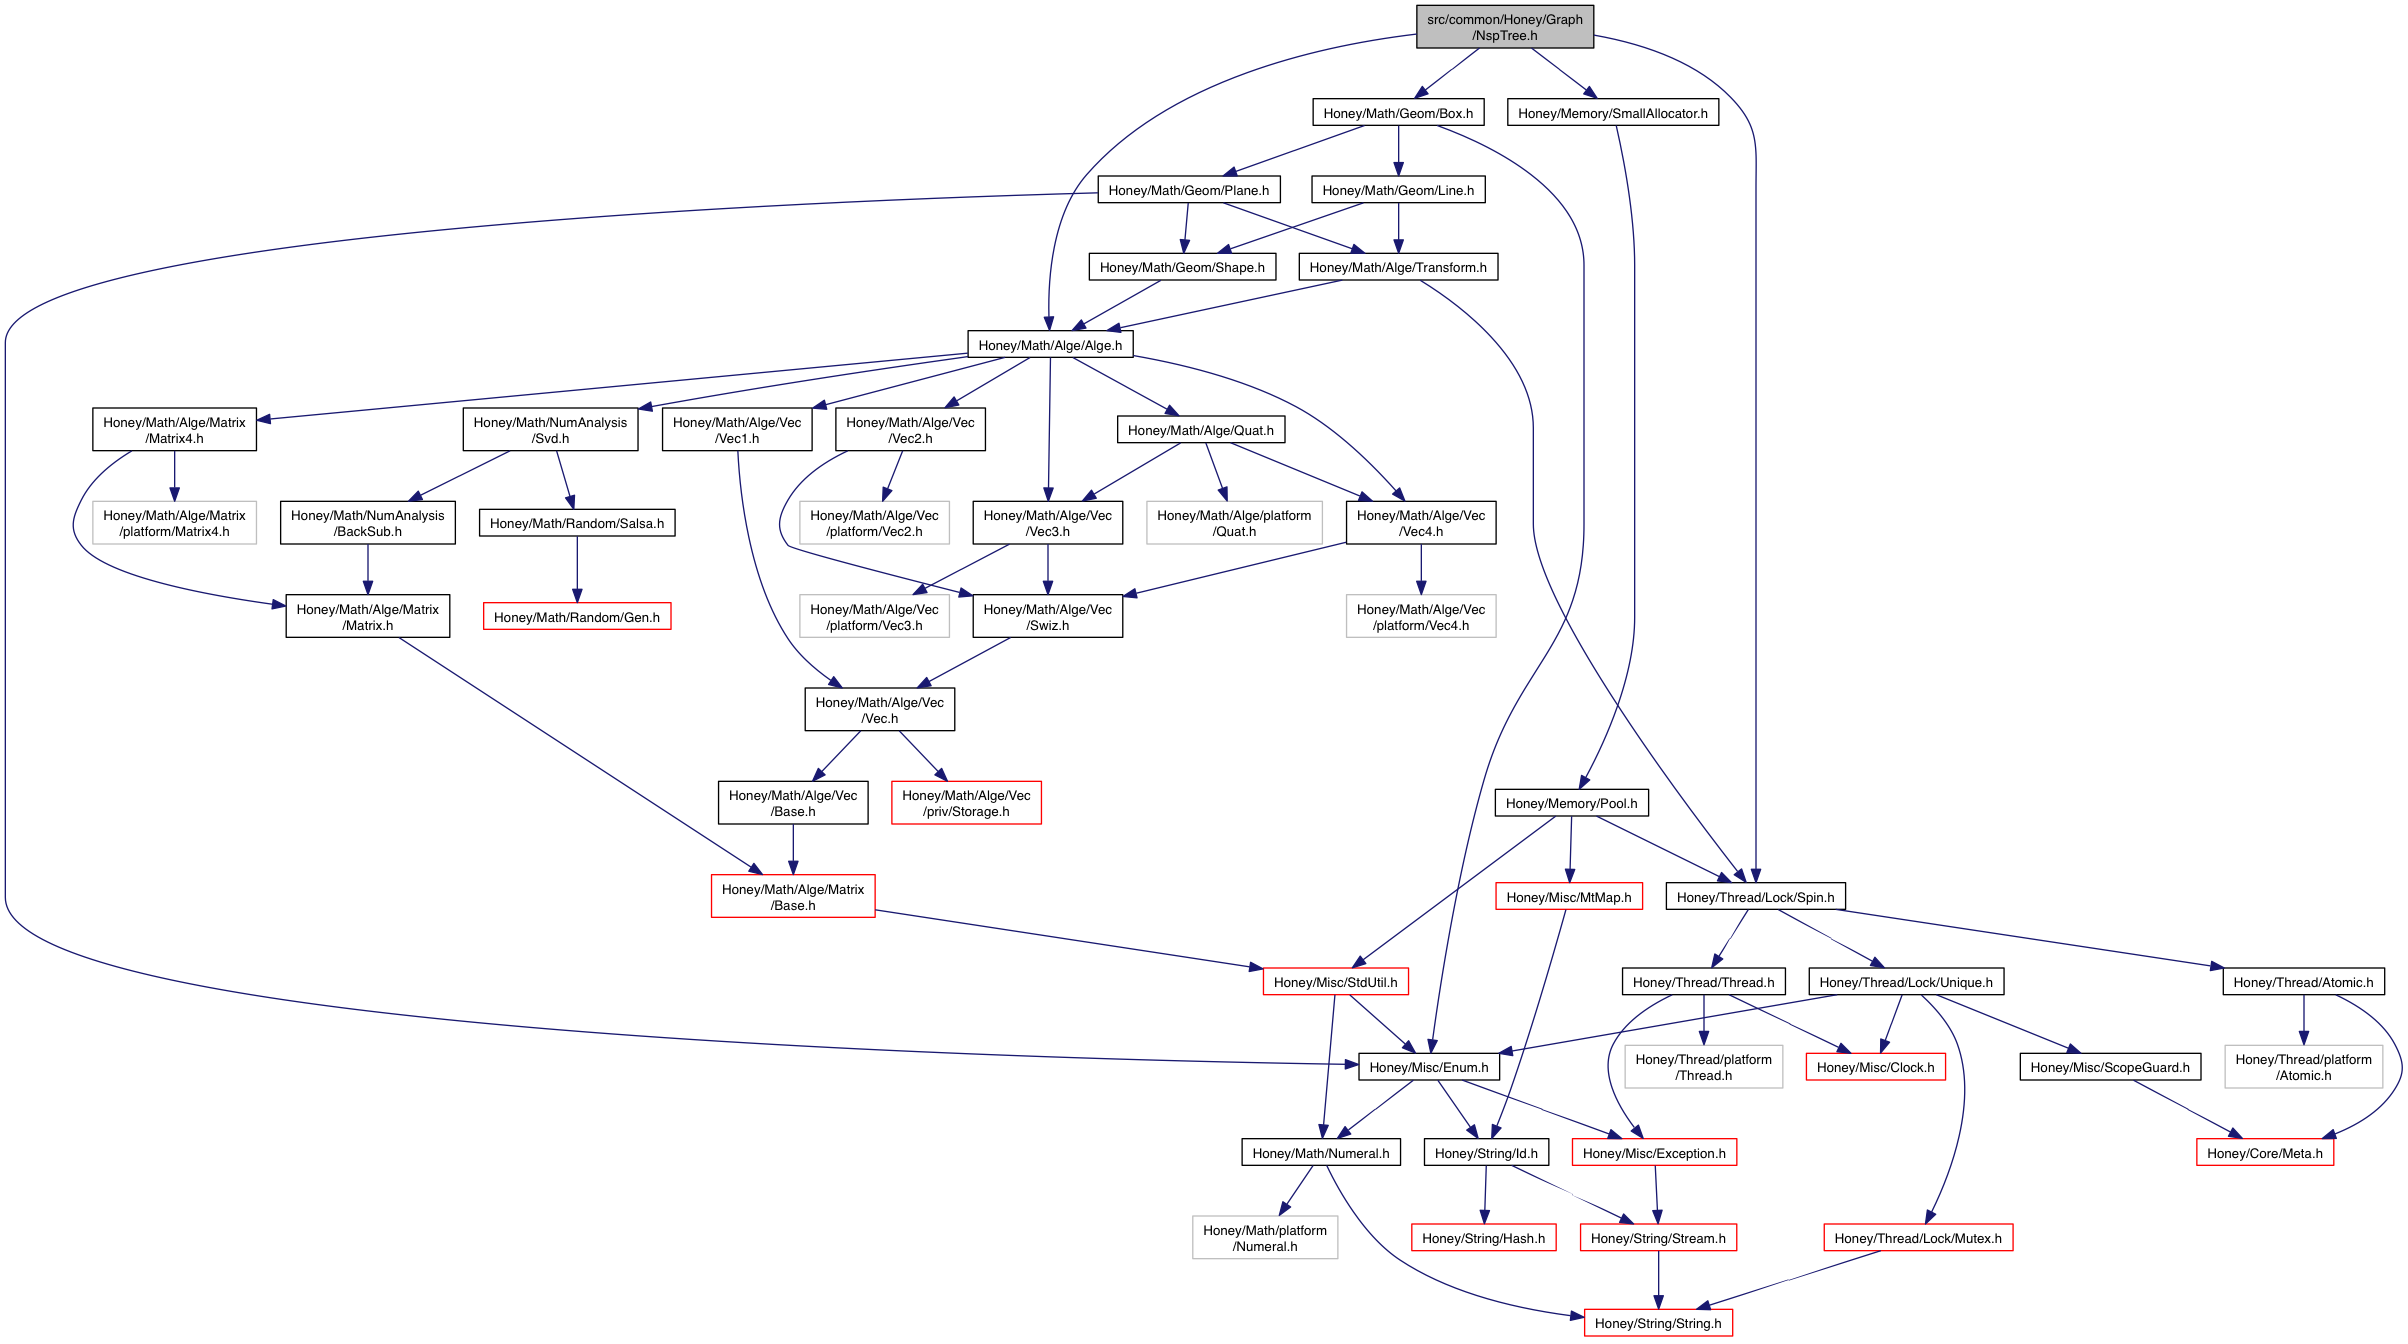 src/common/Honey/Graph
/NspTree.h
Honey/Math/Geom/Box.h
Honey/Memory/SmallAllocator.h
Honey/Math/Geom/Plane.h
Honey/Math/Geom/Line.h
Honey/Math/Geom/Shape.h
Honey/Math/Alge/Transform.h
Honey/Math/Alge/Alge.h
Honey/Math/Alge/Matrix
/Matrix4.h
Honey/Math/NumAnalysis
/Svd.h
Honey/Math/Alge/Vec
/Vec1.h
Honey/Math/Alge/Vec
/Vec2.h
Honey/Math/Alge/Quat.h
Honey/Math/Alge/Matrix
/platform/Matrix4.h
Honey/Math/NumAnalysis
/BackSub.h
Honey/Math/Random/Salsa.h
Honey/Math/Alge/Vec
/platform/Vec2.h
Honey/Math/Alge/Vec
/Vec3.h
Honey/Math/Alge/platform
/Quat.h
Honey/Math/Alge/Vec
/Vec4.h
Honey/Math/Alge/Matrix
/Matrix.h
Honey/Math/Random/Gen.h
Honey/Math/Alge/Vec
/platform/Vec3.h
Honey/Math/Alge/Vec
/Swiz.h
Honey/Math/Alge/Vec
/platform/Vec4.h
Honey/Math/Alge/Vec
/Vec.h
Honey/Math/Alge/Vec
/Base.h
Honey/Math/Alge/Vec
/priv/Storage.h
Honey/Memory/Pool.h
Honey/Math/Alge/Matrix
/Base.h
Honey/Misc/MtMap.h
Honey/Thread/Lock/Spin.h
Honey/Misc/StdUtil.h
Honey/Thread/Thread.h
Honey/Thread/Lock/Unique.h
Honey/Thread/Atomic.h
Honey/Misc/Enum.h
Honey/Thread/platform
/Thread.h
Honey/Misc/Clock.h
Honey/Misc/ScopeGuard.h
Honey/Thread/platform
/Atomic.h
Honey/Math/Numeral.h
Honey/String/Id.h
Honey/Misc/Exception.h
Honey/Core/Meta.h
Honey/Math/platform
/Numeral.h
Honey/String/Hash.h
Honey/String/Stream.h
Honey/Thread/Lock/Mutex.h
Honey/String/String.h